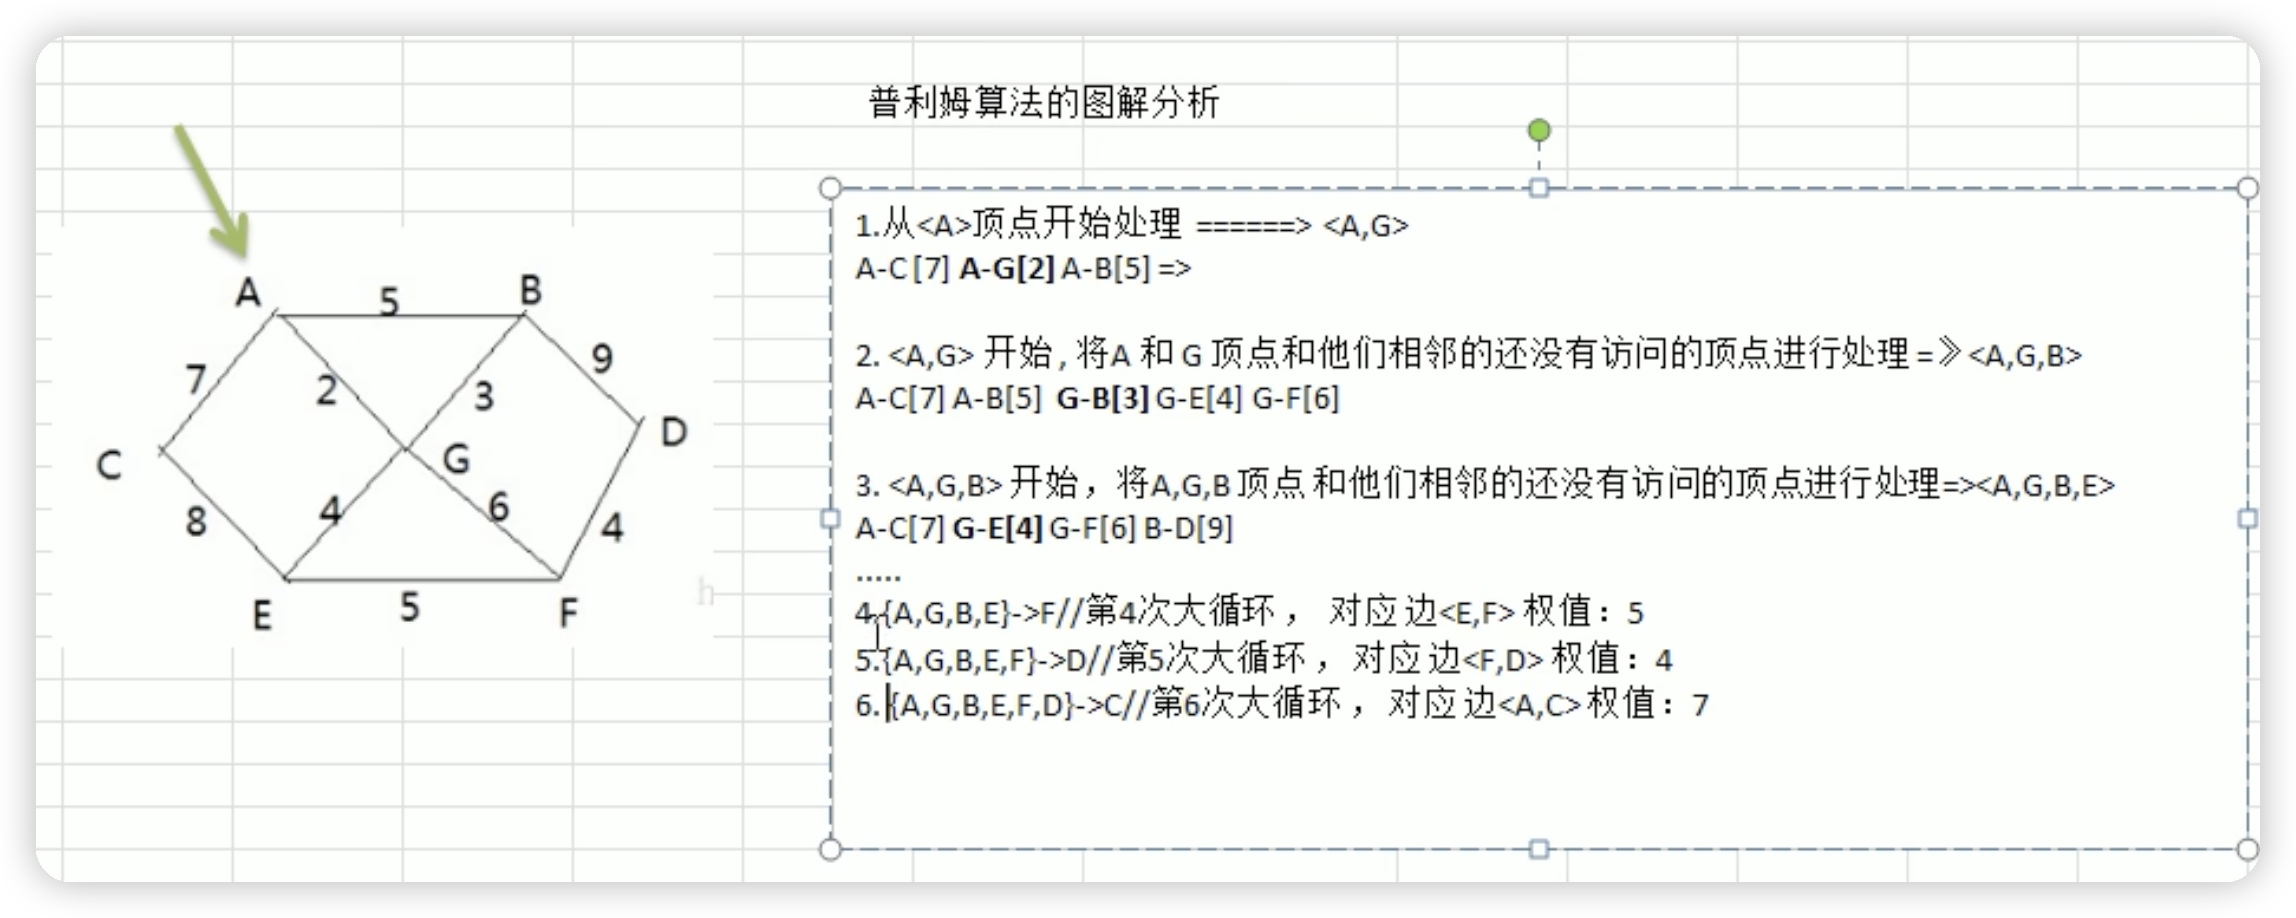 普利姆算法的图解分析
A
B
C
D
E
F
G
5
7
2
3
9
8
4
6
4
5
h
1.从<A>顶点开始处理 ======> <A,G>
A-C [7] A-G[2] A-B[5] =>
2. <A,G> 开始 , 将A 和 G 顶点和他们相邻的还没有访问的顶点进行处理 =》<A,G,B>
A-C[7] A-B[5] G-B[3] G-E[4] G-F[6]
3. <A,G,B> 开始，将A,G,B 顶点 和他们相邻的还没有访问的顶点进行处理=><A,G,B,E>
A-C[7] G-E[4] G-F[6] B-D[9]
.....
4.{A,G,B,E}->F//第4次大循环 ， 对应边<E,F> 权值：5
5.{A,G,B,E,F}->D//第5次大循环 ，对应边<F,D> 权值：4
6.{A,G,B,E,F,D}->C//第6次大循环 ，对应边<A,C> 权值：7